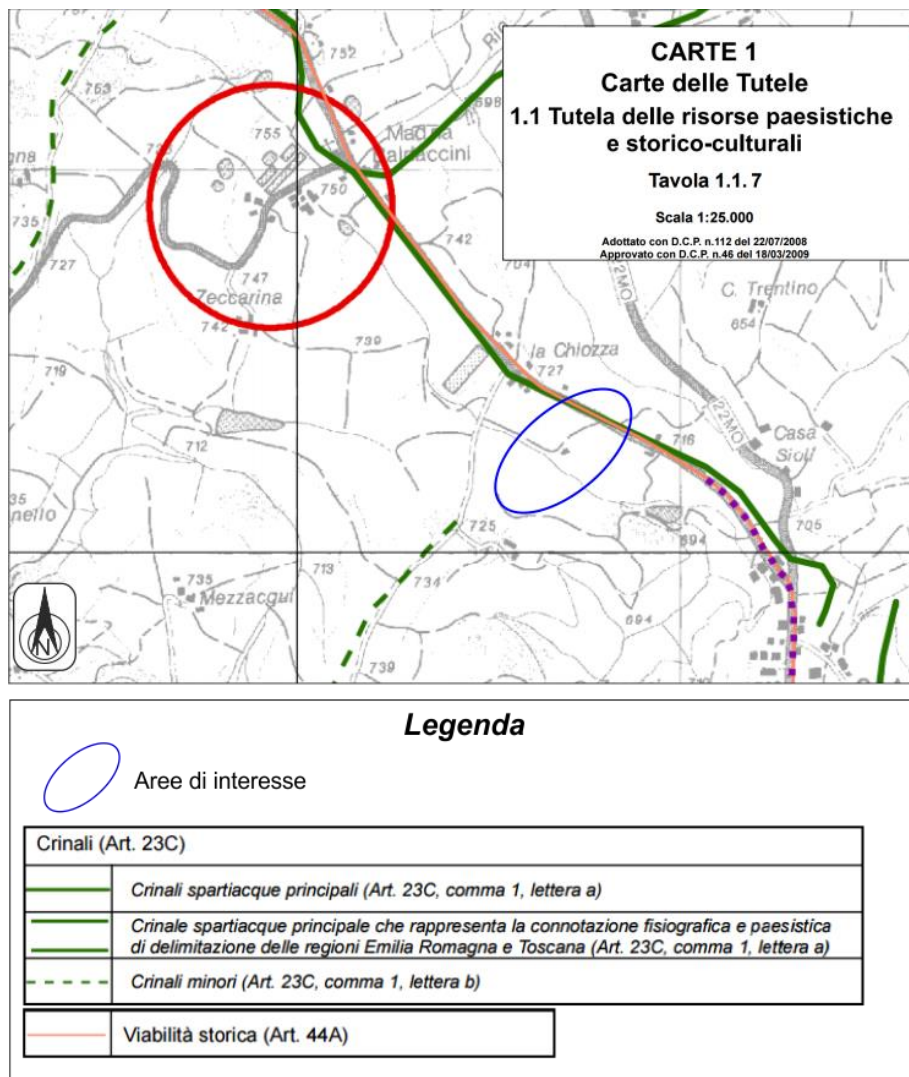 752
763
755
698
Rio
CARTE 1
Carte delle Tutele
1.1 Tutela delle risorse paesistiche
e storico-culturali
Tavola 1.1. 7
Scala 1:25.000
Adottato con D.C.P. n.112 del 22/07/2008
Approvato con D.C.P. n.46 del 18/03/2009
Baldaccini
750
735
727
742
747
Zeccarina
742
704
22MO
C. Trentino
654
739
la Chiozza
727
719
712
22MO
716
Casa
Sioli
705
725
694
713
734
735
Mezzacqui
694
739
N
Legenda
Aree di interesse
Crinali (Art. 23C)
Crinali spartiacque principali (Art. 23C, comma 1, lettera a)
Crinale spartiacque principale che rappresenta la connotazione fisiografica e paesistica
di delimitazione delle regioni Emilia Romagna e Toscana (Art. 23C, comma 1, lettera a)
Crinali minori (Art. 23C, comma 1, lettera b)
Viabilità storica (Art. 44A)